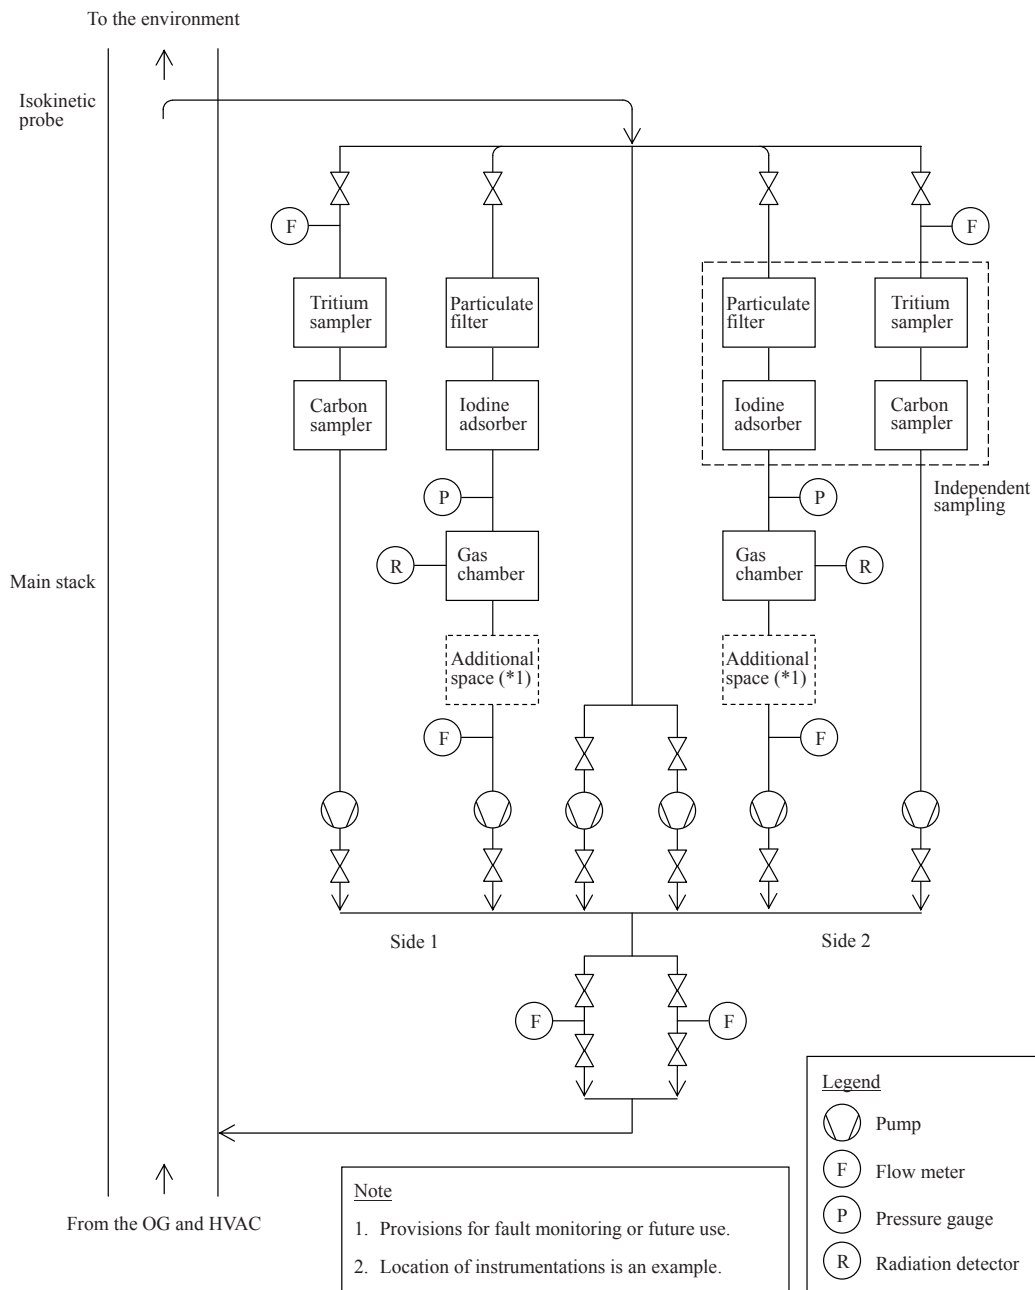 To the environment
Isokinetic
probe
F
F
Tritium
sampler
Particulate
filter
Particulate
filter
Tritium
sampler
Carbon
sampler
Iodine
adsorber
Iodine
adsorber
Carbon
sampler
P
P
Independent
sampling
Main stack
R
Gas
chamber
Gas
chamber
R
Additional
space (*1)
Additional
space (*1)
F
F
Side 1
Side 2
F
F
From the OG and HVAC
Note
1. Provisions for fault monitoring or future use.
2. Location of instrumentations is an example.
Legend
Pump
F Flow meter
P Pressure gauge
R Radiation detector